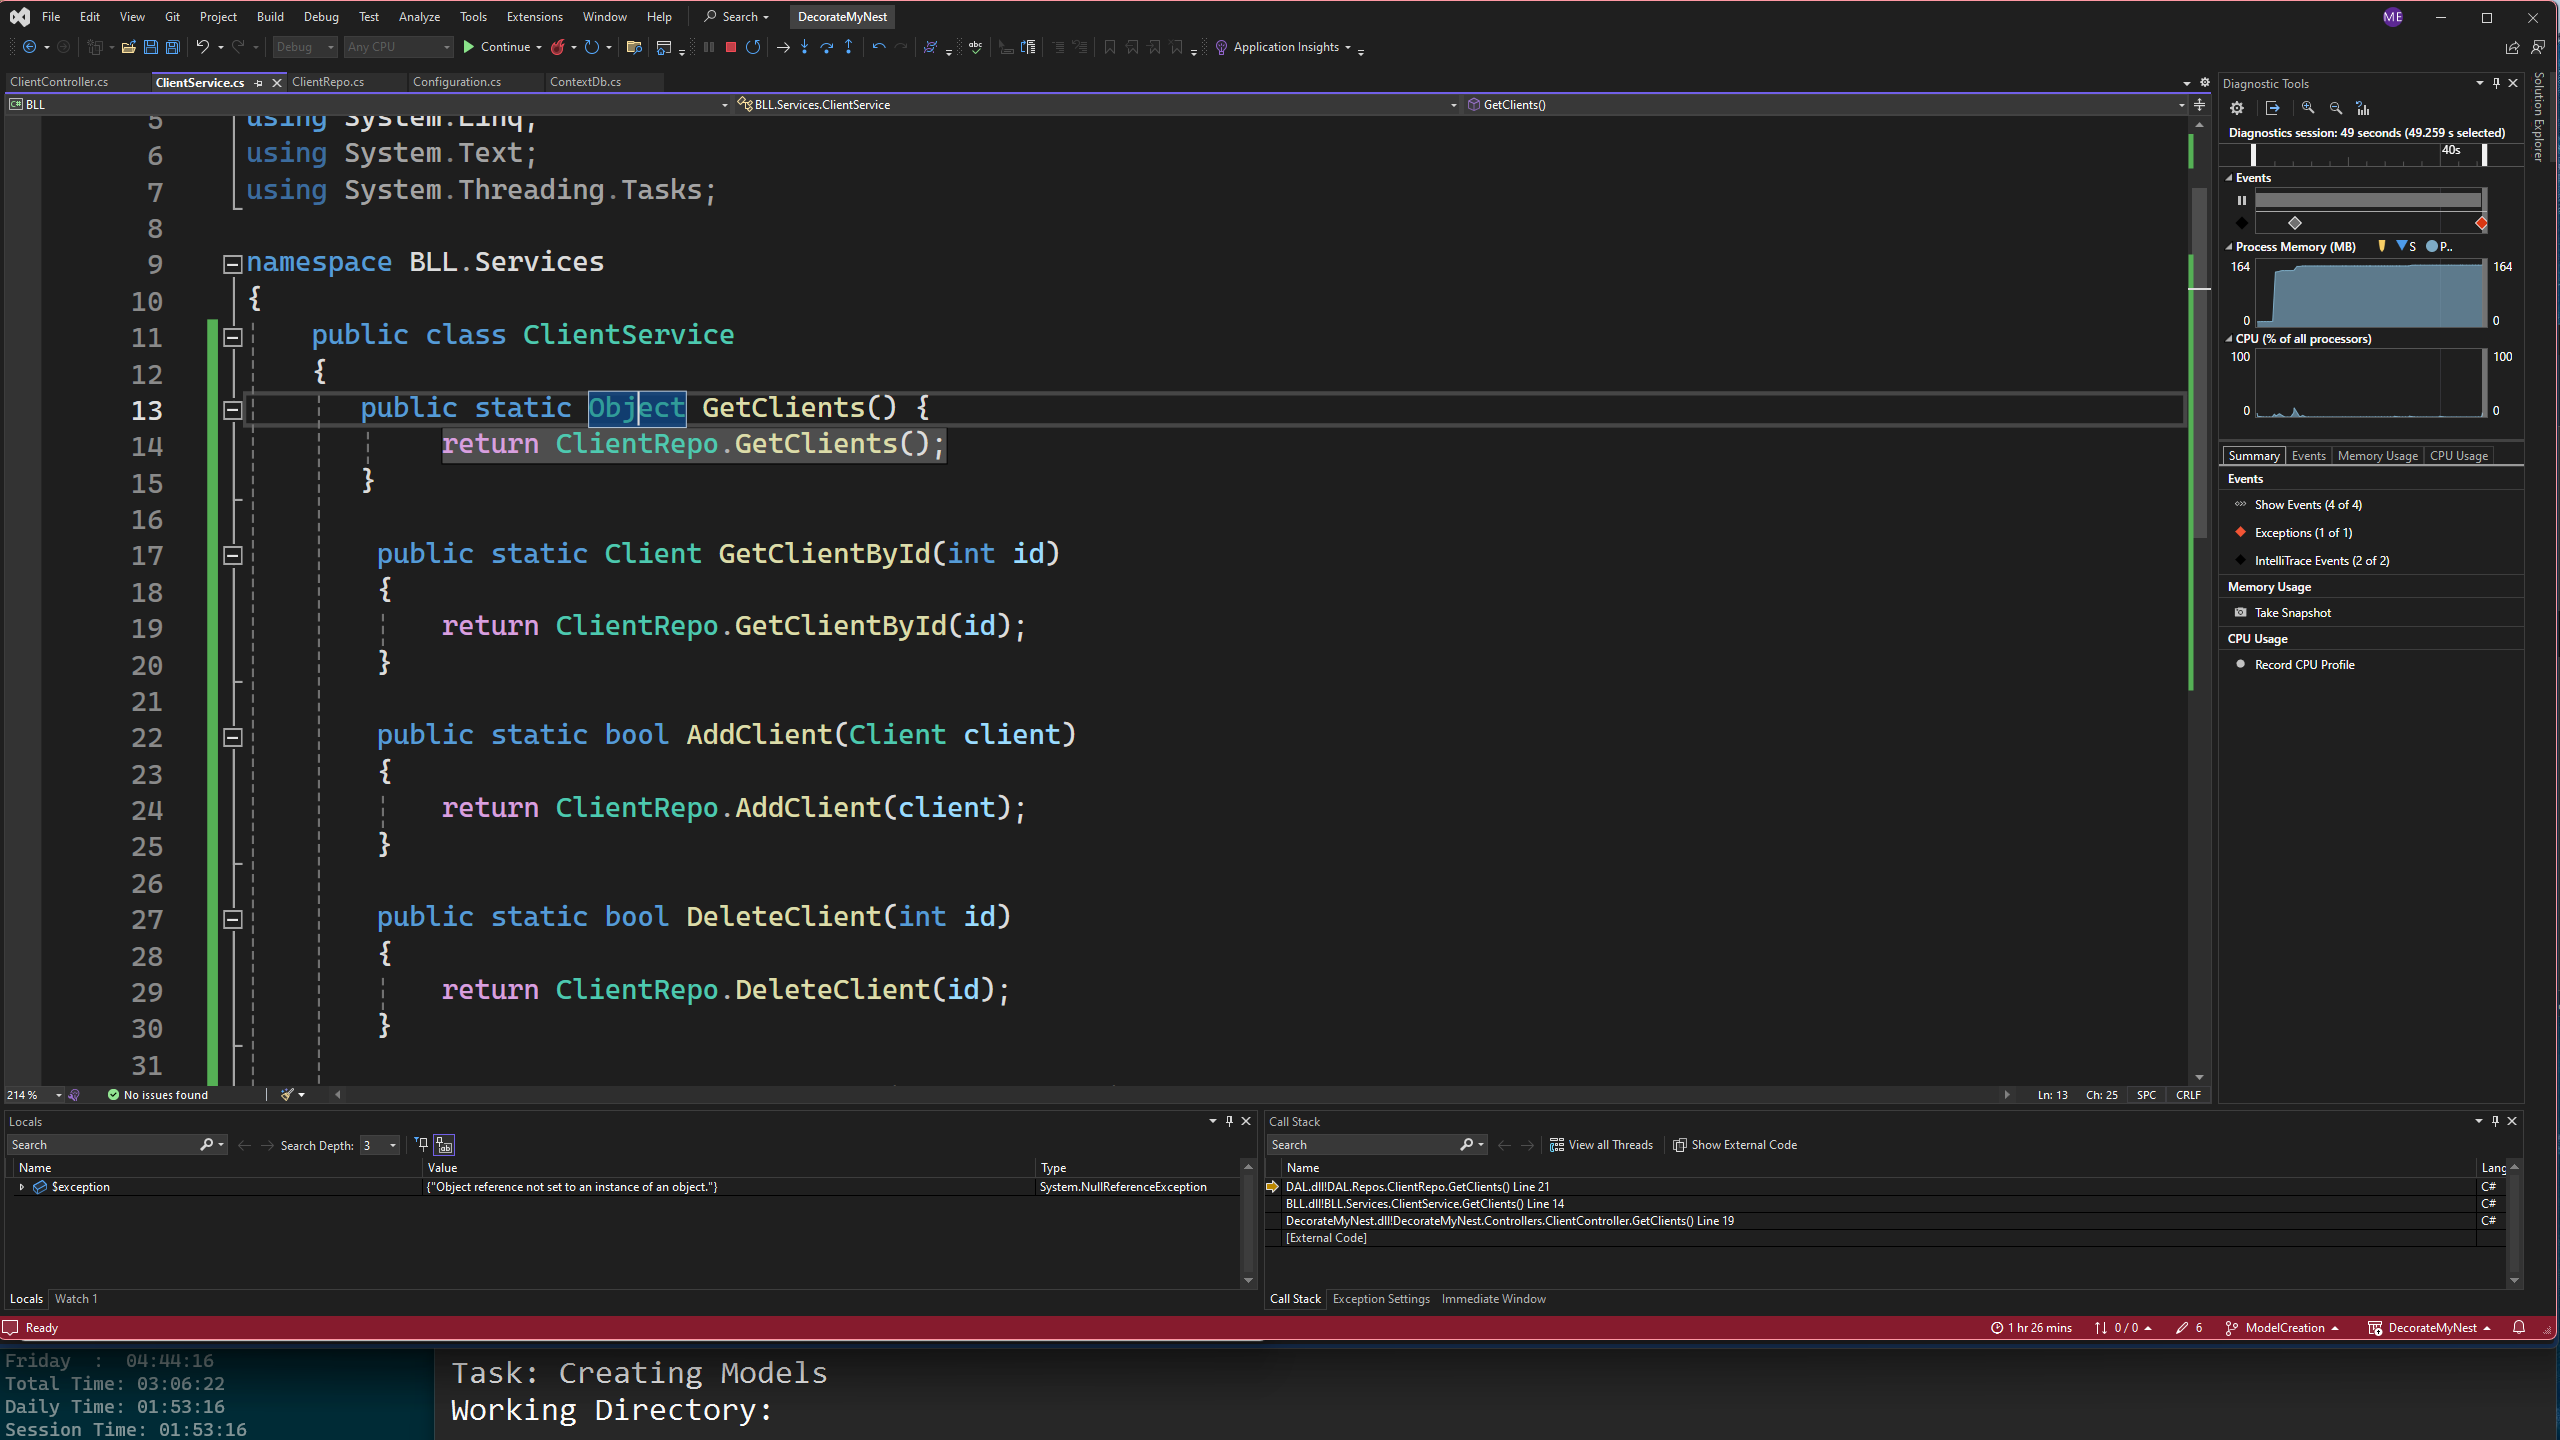 File Edit View Git Project Build Debug Test Analyze Tools Extensions Window Help Search DecorateMyNest ME
Debug Any CPU Continue Application Insights
ClientController.cs ClientService.cs ClientRepo.cs Configuration.cs ContextDb.cs
BLL BLL.Services.ClientService GetClients()
5 using System.Linq;
6 using System.Text;
7 using System.Threading.Tasks;
8
9 namespace BLL.Services
10 {
11 public class ClientService
12 {
13 public static Object GetClients() {
14 return ClientRepo.GetClients();
15 }
16
17 public static Client GetClientById(int id)
18 {
19 return ClientRepo.GetClientById(id);
20 }
21
22 public static bool AddClient(Client client)
23 {
24 return ClientRepo.AddClient(client);
25 }
26
27 public static bool DeleteClient(int id)
28 {
29 return ClientRepo.DeleteClient(id);
30 }
31
214 % No issues found Ln: 13 Ch: 25 SPC CRLF
Diagnostic Tools
Diagnostics session: 49 seconds (49.259 s selected)
40s
Events
Process Memory (MB) S P..
164 164
0 0
CPU (% of all processors)
100 100
0 0
Summary Events Memory Usage CPU Usage
Events
Show Events (4 of 4)
Exceptions (1 of 1)
IntelliTrace Events (2 of 2)
Memory Usage
Take Snapshot
CPU Usage
Record CPU Profile
Solution Explorer
Locals
Search Search Depth: 3
Name Value Type
$exception {"Object reference not set to an instance of an object."} System.NullReferenceException
Locals Watch 1
Call Stack
Search View all Threads Show External Code
Name Lang
DAL.dll!DAL.Repos.ClientRepo.GetClients() Line 21 C#
BLL.dll!BLL.Services.ClientService.GetClients() Line 14 C#
DecorateMyNest.dll!DecorateMyNest.Controllers.ClientController.GetClients() Line 19 C#
[External Code]
Call Stack Exception Settings Immediate Window
Ready 1 hr 26 mins 0 / 0 6 ModelCreation DecorateMyNest
Friday : 04:44:16
Total Time: 03:06:22
Daily Time: 01:53:16
Session Time: 01:53:16
Task: Creating Models
Working Directory: